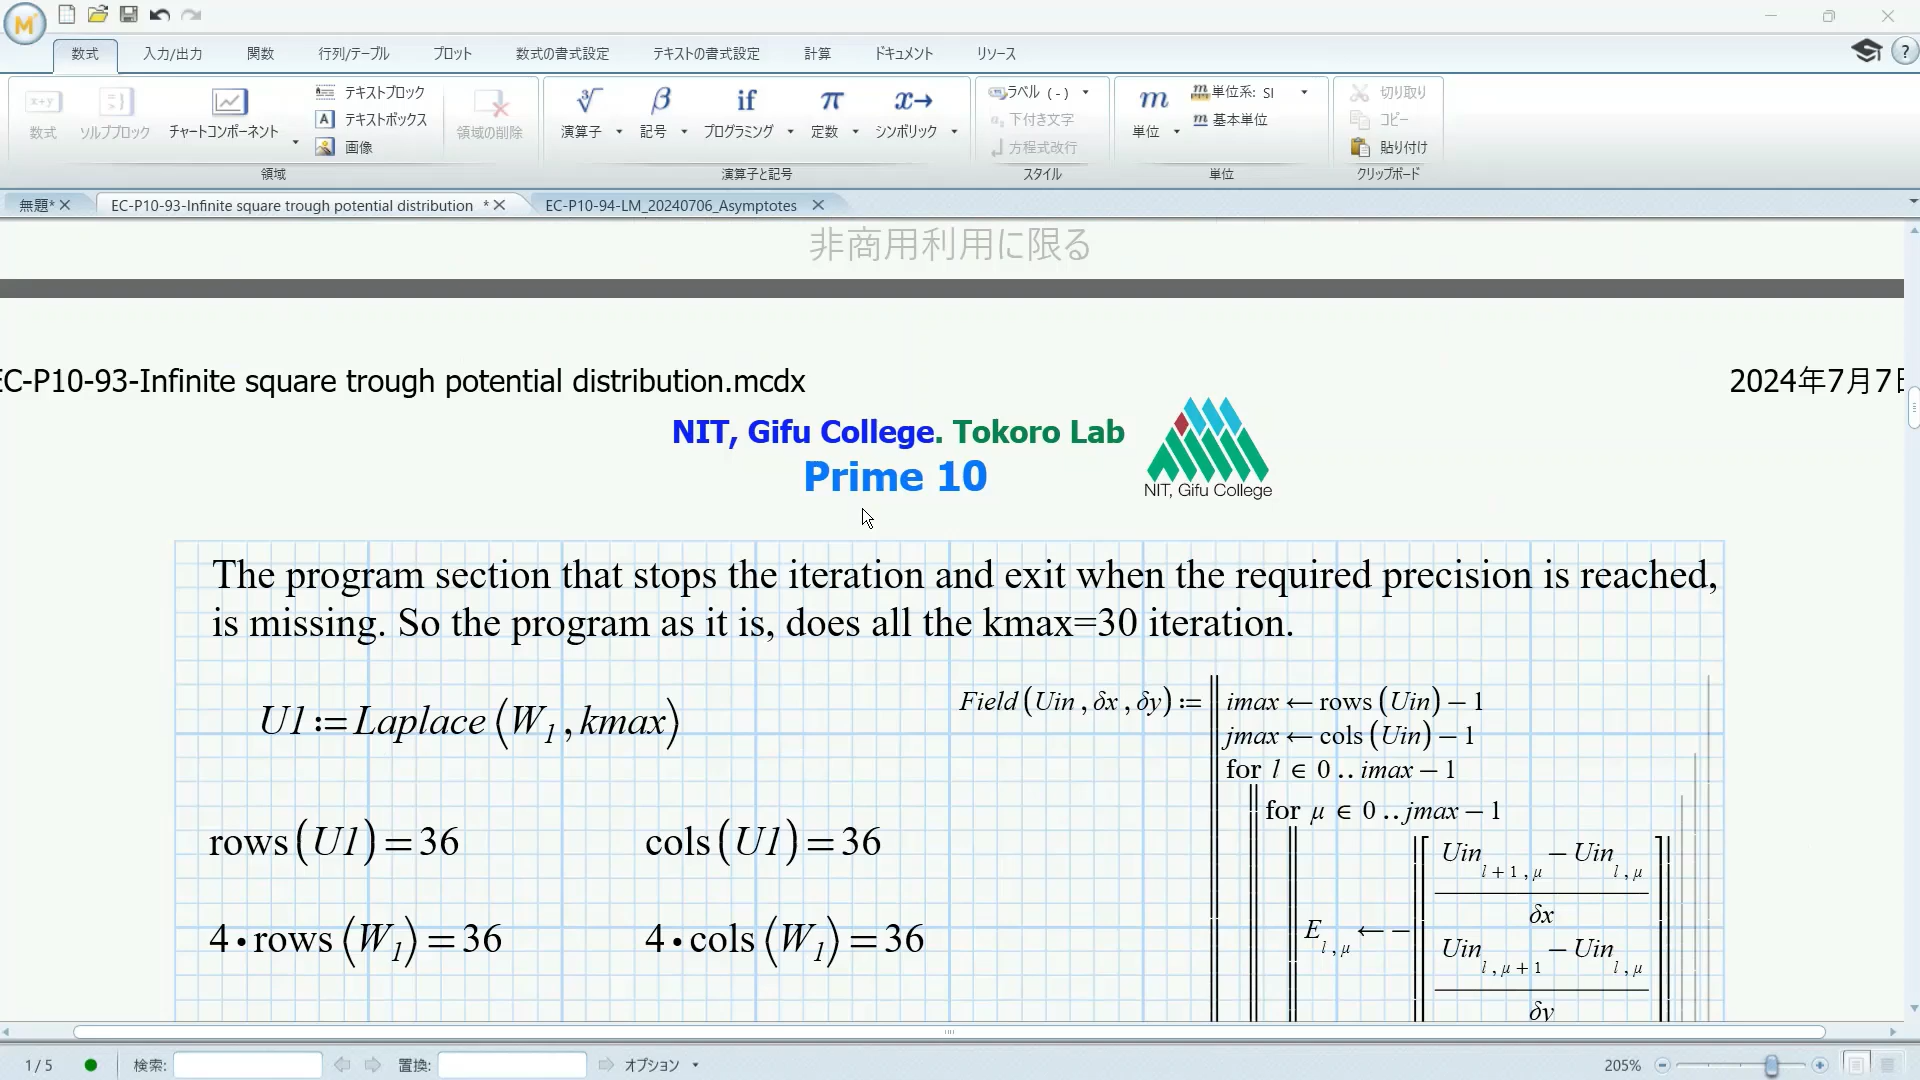 数式 入力/出力 関数 行列/テーブル プロット 数式の書式設定 テキストの書式設定 計算 ドキュメント リソース
数式 ソルブブロック チャートコンポーネント テキストブロック テキストボックス 画像 領域の削除
領域
演算子 記号 プログラミング 定数 シンボリック
演算子と記号
ラベル (-)
下付き文字
方程式改行
スタイル
単位 単位系: SI
基本単位
単位
切り取り
コピー
貼り付け
クリップボード
無題* EC-P10-93-Infinite square trough potential distribution * EC-P10-94-LM_20240706_Asymptotes
非商用利用に限る
EC-P10-93-Infinite square trough potential distribution.mcdx 2024年7月7日
NIT, Gifu College. Tokoro Lab
Prime 10
NIT, Gifu College
The program section that stops the iteration and exit when the required precision is reached,
is missing. So the program as it is, does all the kmax=30 iteration.
U1 := Laplace (W_1, kmax)
rows (U1) = 36 cols (U1) = 36
4 • rows (W_1) = 36 4 • cols (W_1) = 36
Field (Uin, δx, δy) := imax ← rows (Uin) − 1
jmax ← cols (Uin) − 1
for l ∈ 0 .. imax − 1
for μ ∈ 0 .. jmax − 1
Uin l+1, μ − Uin l, μ
δx
E l, μ ← −
Uin l, μ+1 − Uin l, μ
δy
1 / 5 検索: 置換: オプション 205%